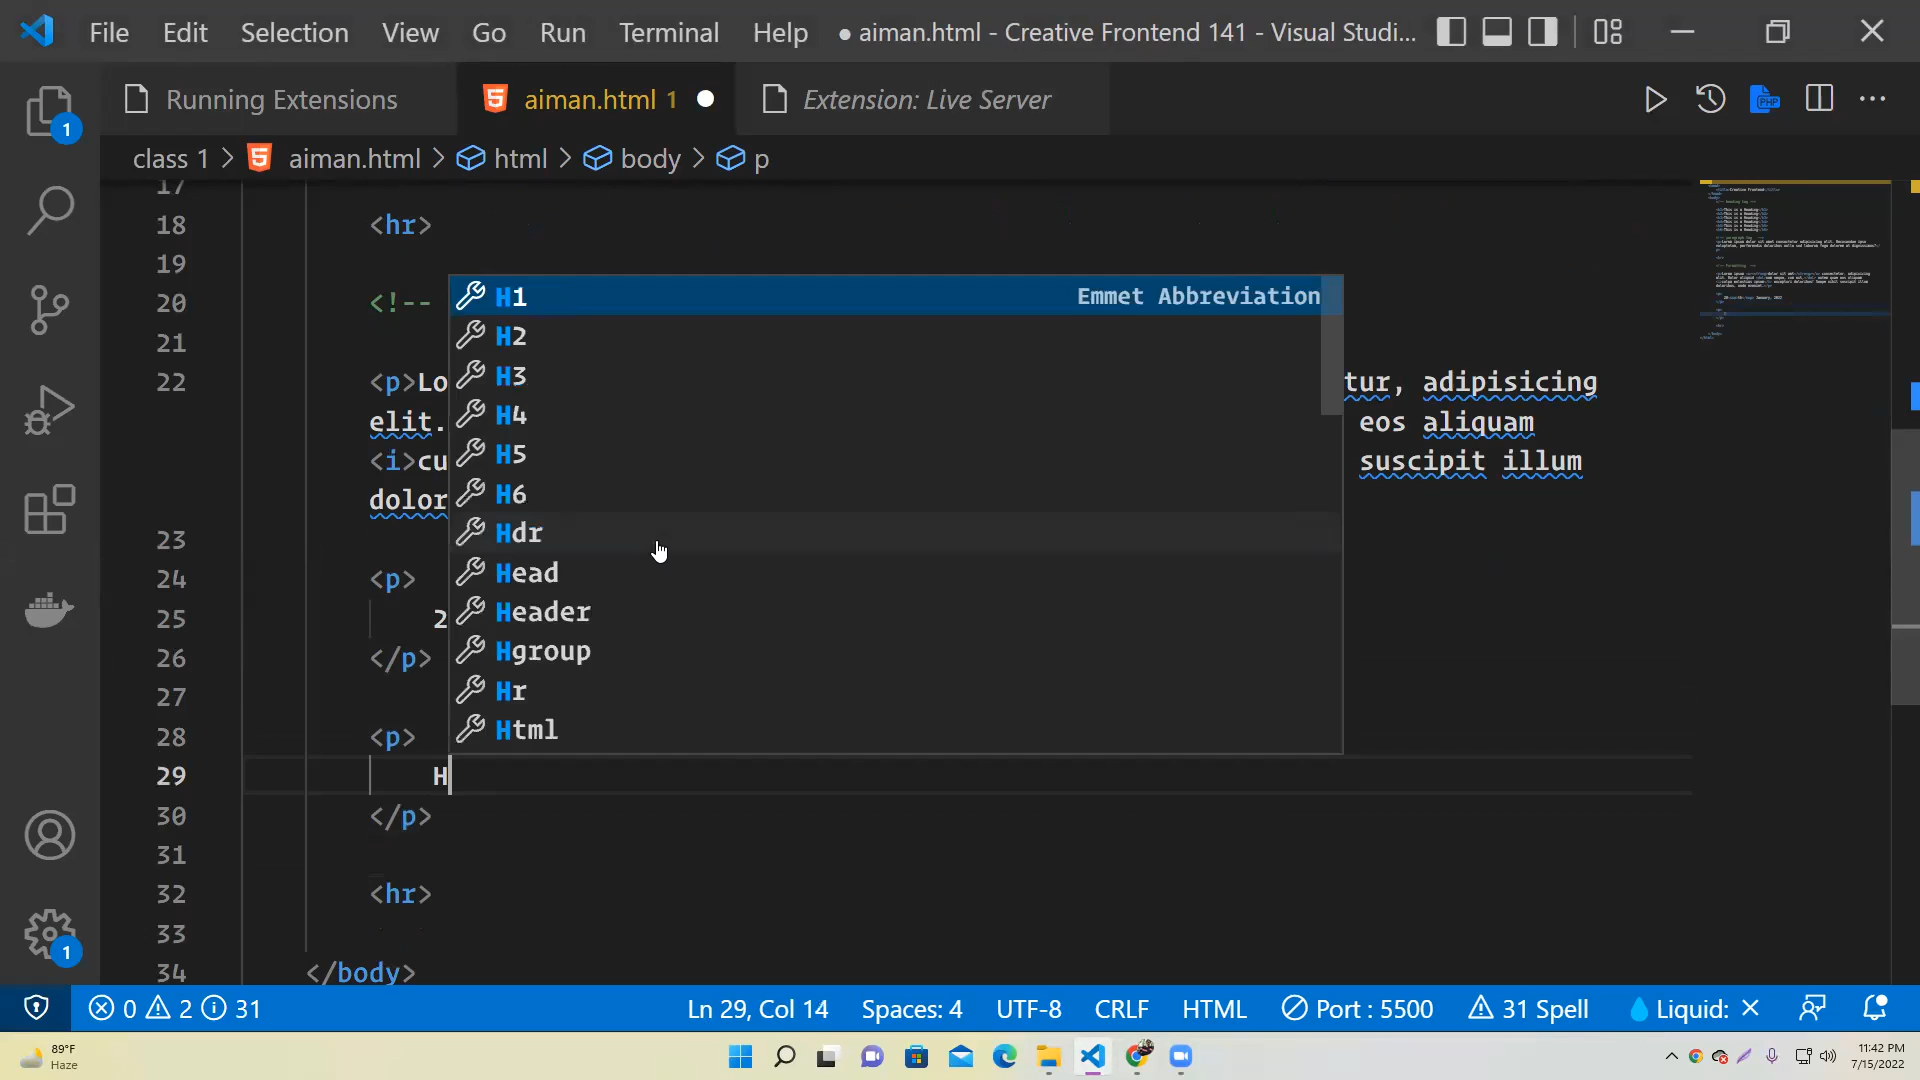 File Edit Selection View Go Run Terminal Help ● aiman.html - Creative Frontend 141 - Visual Studi...
Running Extensions aiman.html 1 Extension: Live Server
class 1 > aiman.html > html > body > p
17
18 <hr>
19
20 <!--
21
22 <p>Lo tur, adipisicing
elit. eos aliquam
<i>cu suscipit illum
dolor
23
24 <p>
25 2
26 </p>
27
28 <p>
29 H
30 </p>
31
32 <hr>
33
34 </body>
H1 Emmet Abbreviation
H2
H3
H4
H5
H6
Hdr
Head
Header
Hgroup
Hr
Html
1
1
PHP
0 2 31 Ln 29, Col 14 Spaces: 4 UTF-8 CRLF HTML Port : 5500 31 Spell Liquid: ✕
89°F
Haze
11:42 PM
7/15/2022